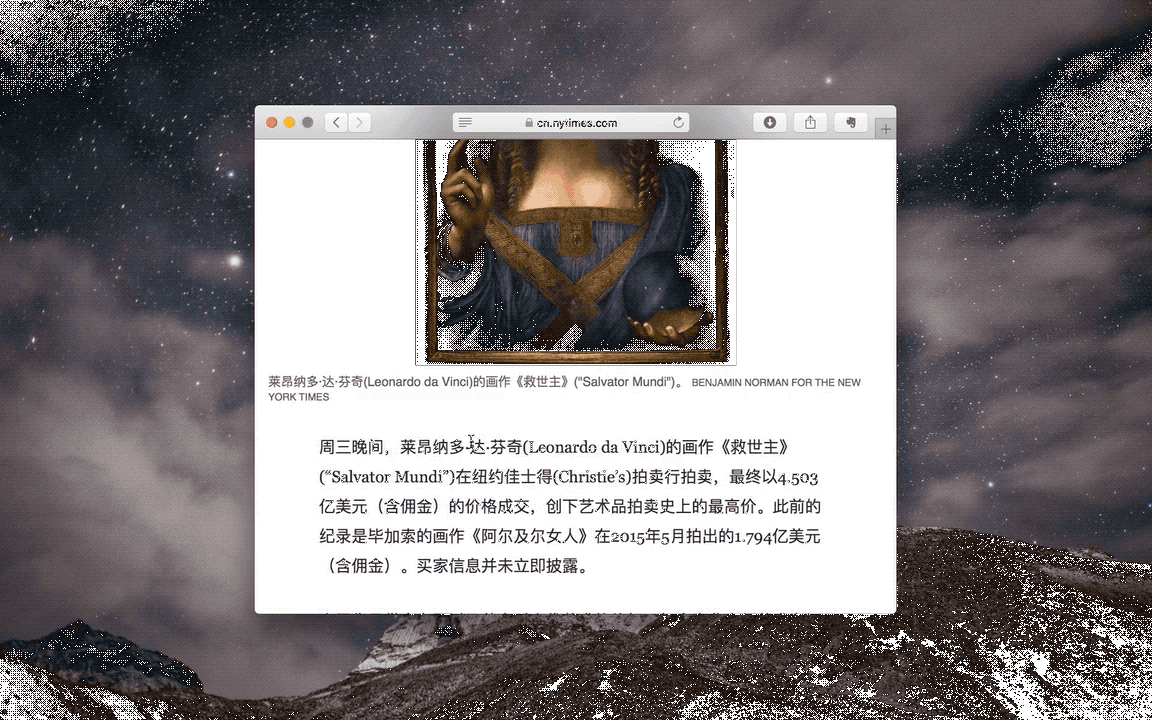 cn.nytimes.com
莱昂纳多·达·芬奇(Leonardo da Vinci)的画作《救世主》("Salvator Mundi")。 BENJAMIN NORMAN FOR THE NEW
YORK TIMES
周三晚间，莱昂纳多·达·芬奇(Leonardo da Vinci)的画作《救世主》
(“Salvator Mundi”)在纽约佳士得(Christie’s)拍卖行拍卖，最终以4.503
亿美元（含佣金）的价格成交，创下艺术品拍卖史上的最高价。此前的
纪录是毕加索的画作《阿尔及尔女人》在2015年5月拍出的1.794亿美元
（含佣金）。买家信息并未立即披露。